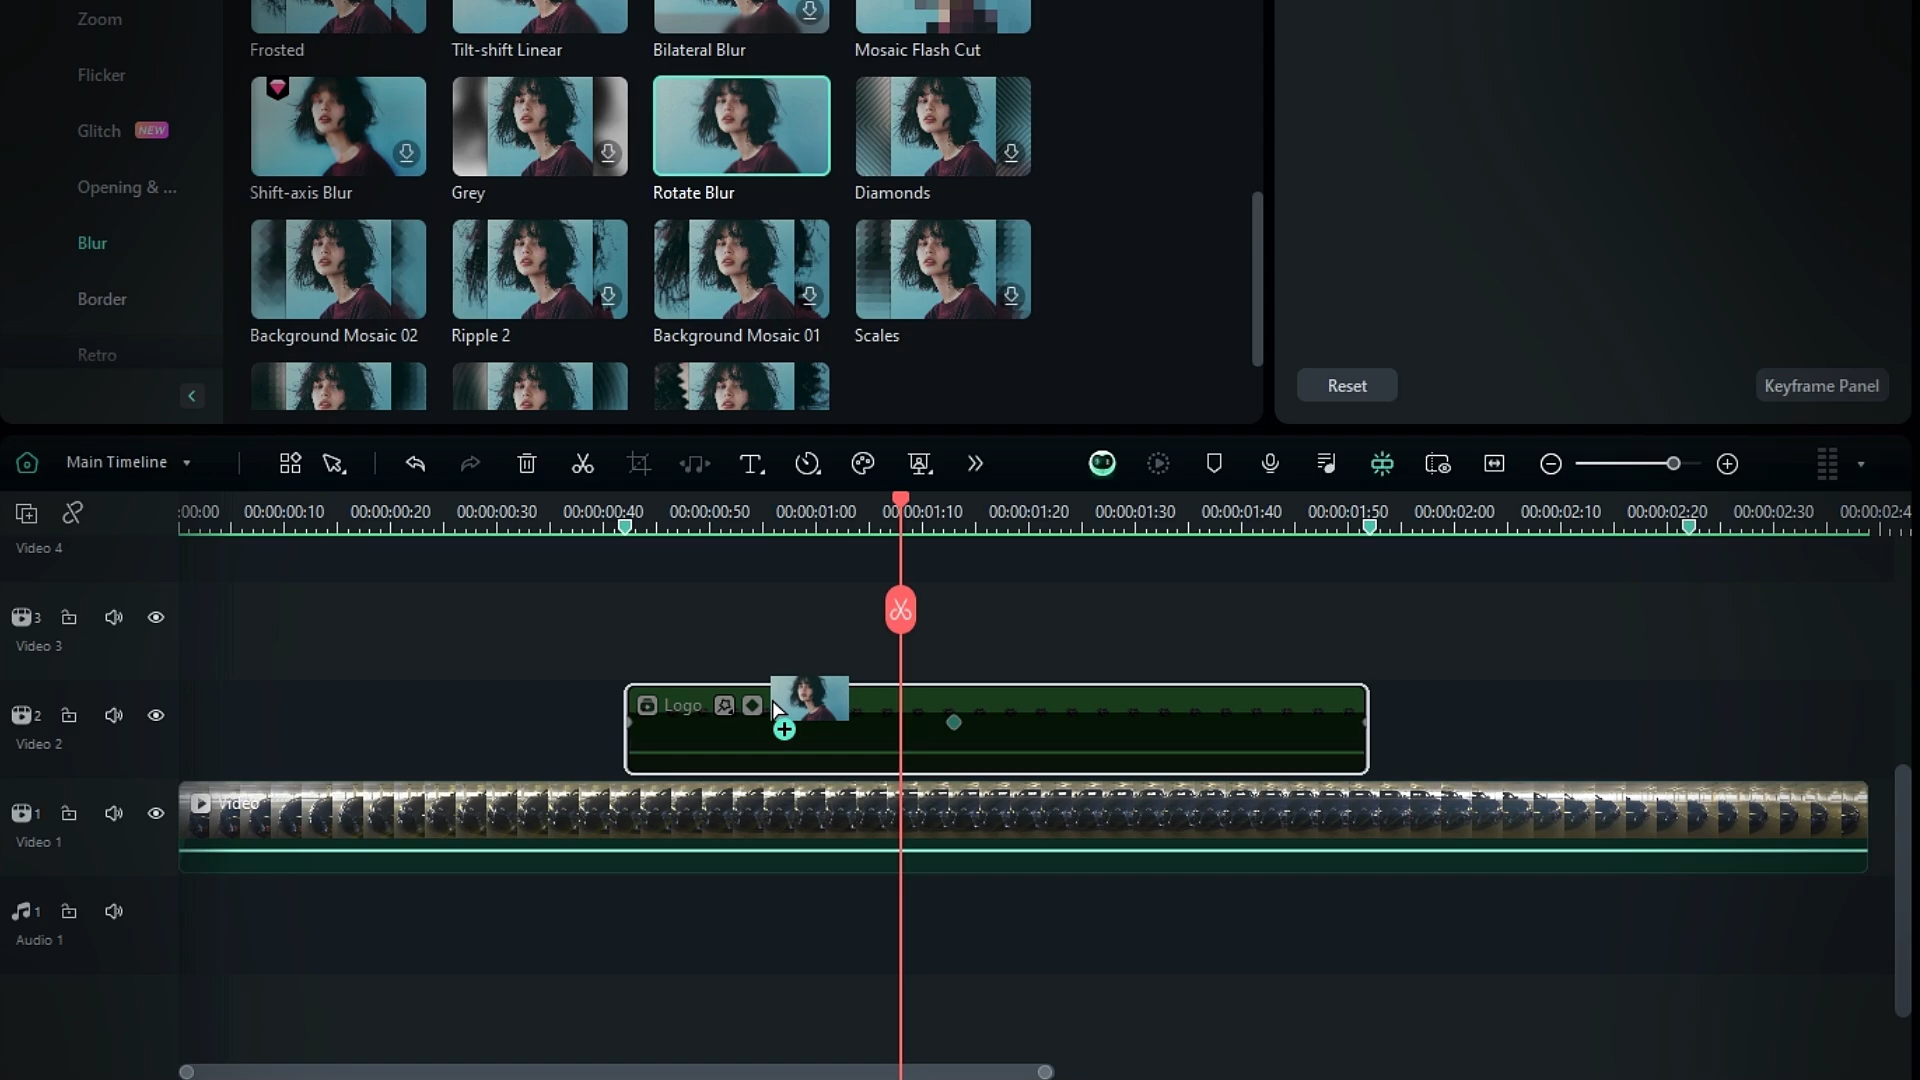 Zoom
Flicker
Glitch NEW
Opening & ...
Blur
Border
Retro
Frosted
Tilt-shift Linear
Bilateral Blur
Mosaic Flash Cut
Shift-axis Blur
Grey
Rotate Blur
Diamonds
Background Mosaic 02
Ripple 2
Background Mosaic 01
Scales
Reset
Keyframe Panel
Main Timeline
:00:00 00:00:00:10 00:00:00:20 00:00:00:30 00:00:00:40 00:00:00:50 00:00:01:00 00:00:01:10 00:00:01:20 00:00:01:30 00:00:01:40 00:00:01:50 00:00:02:00 00:00:02:10 00:00:02:20 00:00:02:30 00:00:02:4
Video 4
3
Video 3
2
Video 2
Logo
1
Video 1
Video
1
Audio 1